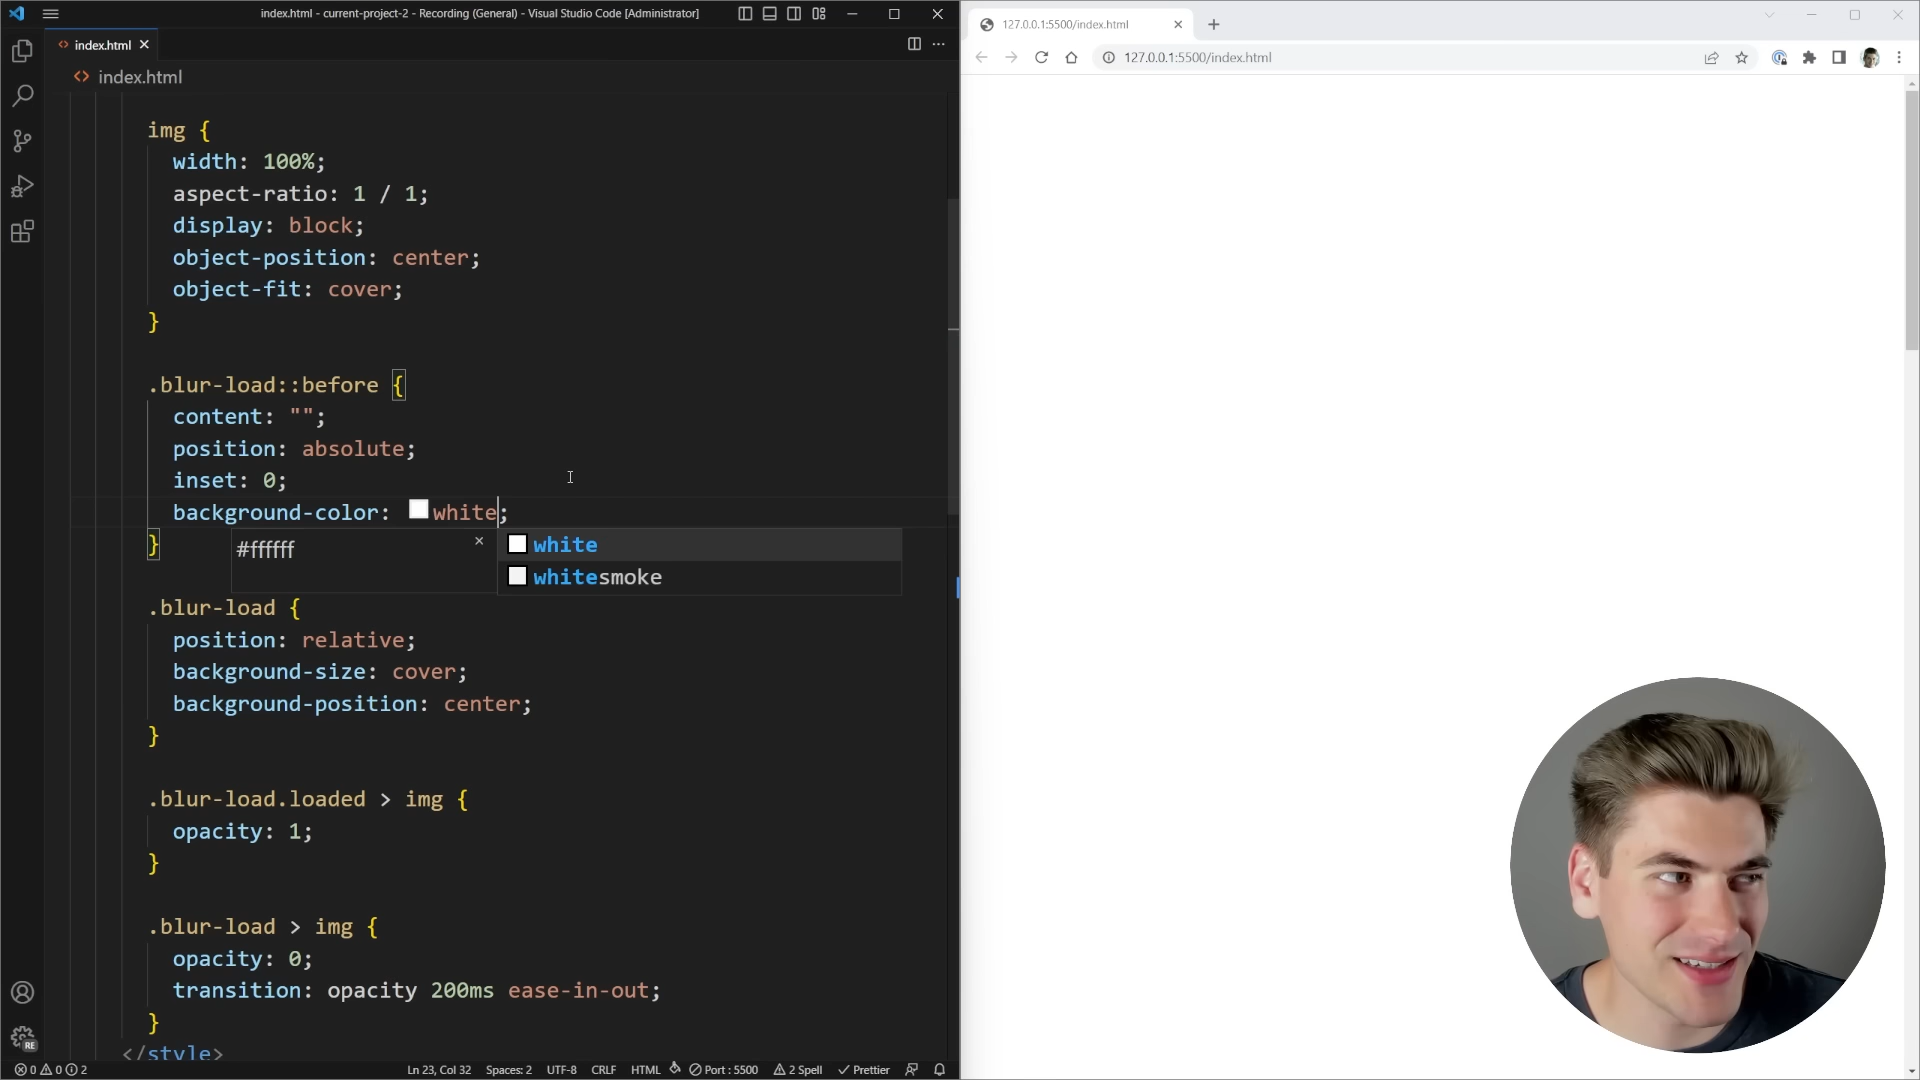 index.html - current-project-2 - Recording (General) - Visual Studio Code [Administrator]
index.html
index.html
img {
width: 100%;
aspect-ratio: 1 / 1;
display: block;
object-position: center;
object-fit: cover;
}
.blur-load::before {
content: "";
position: absolute;
inset: 0;
background-color: white;
}
#ffffff
white
whitesmoke
.blur-load {
position: relative;
background-size: cover;
background-position: center;
}
.blur-load.loaded > img {
opacity: 1;
}
.blur-load > img {
opacity: 0;
transition: opacity 200ms ease-in-out;
}
</style>
RE
0 0 2
Ln 23, Col 32
Spaces: 2
UTF-8
CRLF
HTML
Port : 5500
2 Spell
Prettier
127.0.0.1:5500/index.html
127.0.0.1:5500/index.html